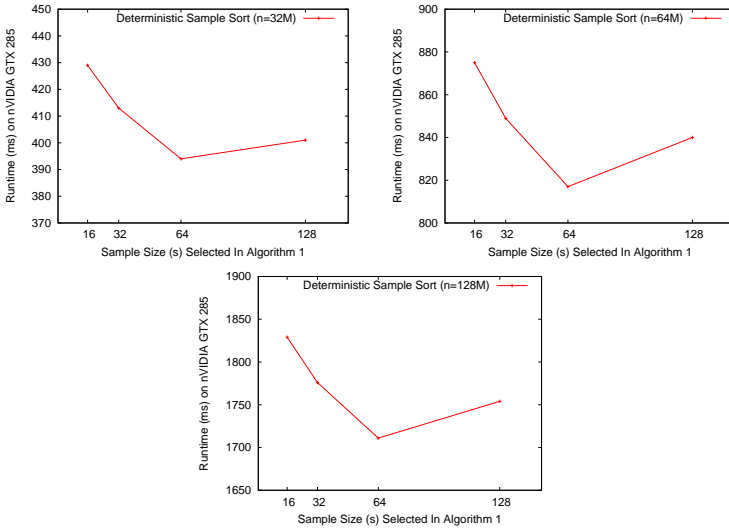 Deterministic Sample Sort (n=32M)
Runtime (ms) on nVIDIA GTX 285
450
440
430
420
410
400
390
380
370
16 32 64 128
Sample Size (s) Selected In Algorithm 1
Deterministic Sample Sort (n=64M)
Runtime (ms) on nVIDIA GTX 285
900
880
860
840
820
800
16 32 64 128
Sample Size (s) Selected In Algorithm 1
Deterministic Sample Sort (n=128M)
Runtime (ms) on nVIDIA GTX 285
1900
1850
1800
1750
1700
1650
16 32 64 128
Sample Size (s) Selected In Algorithm 1